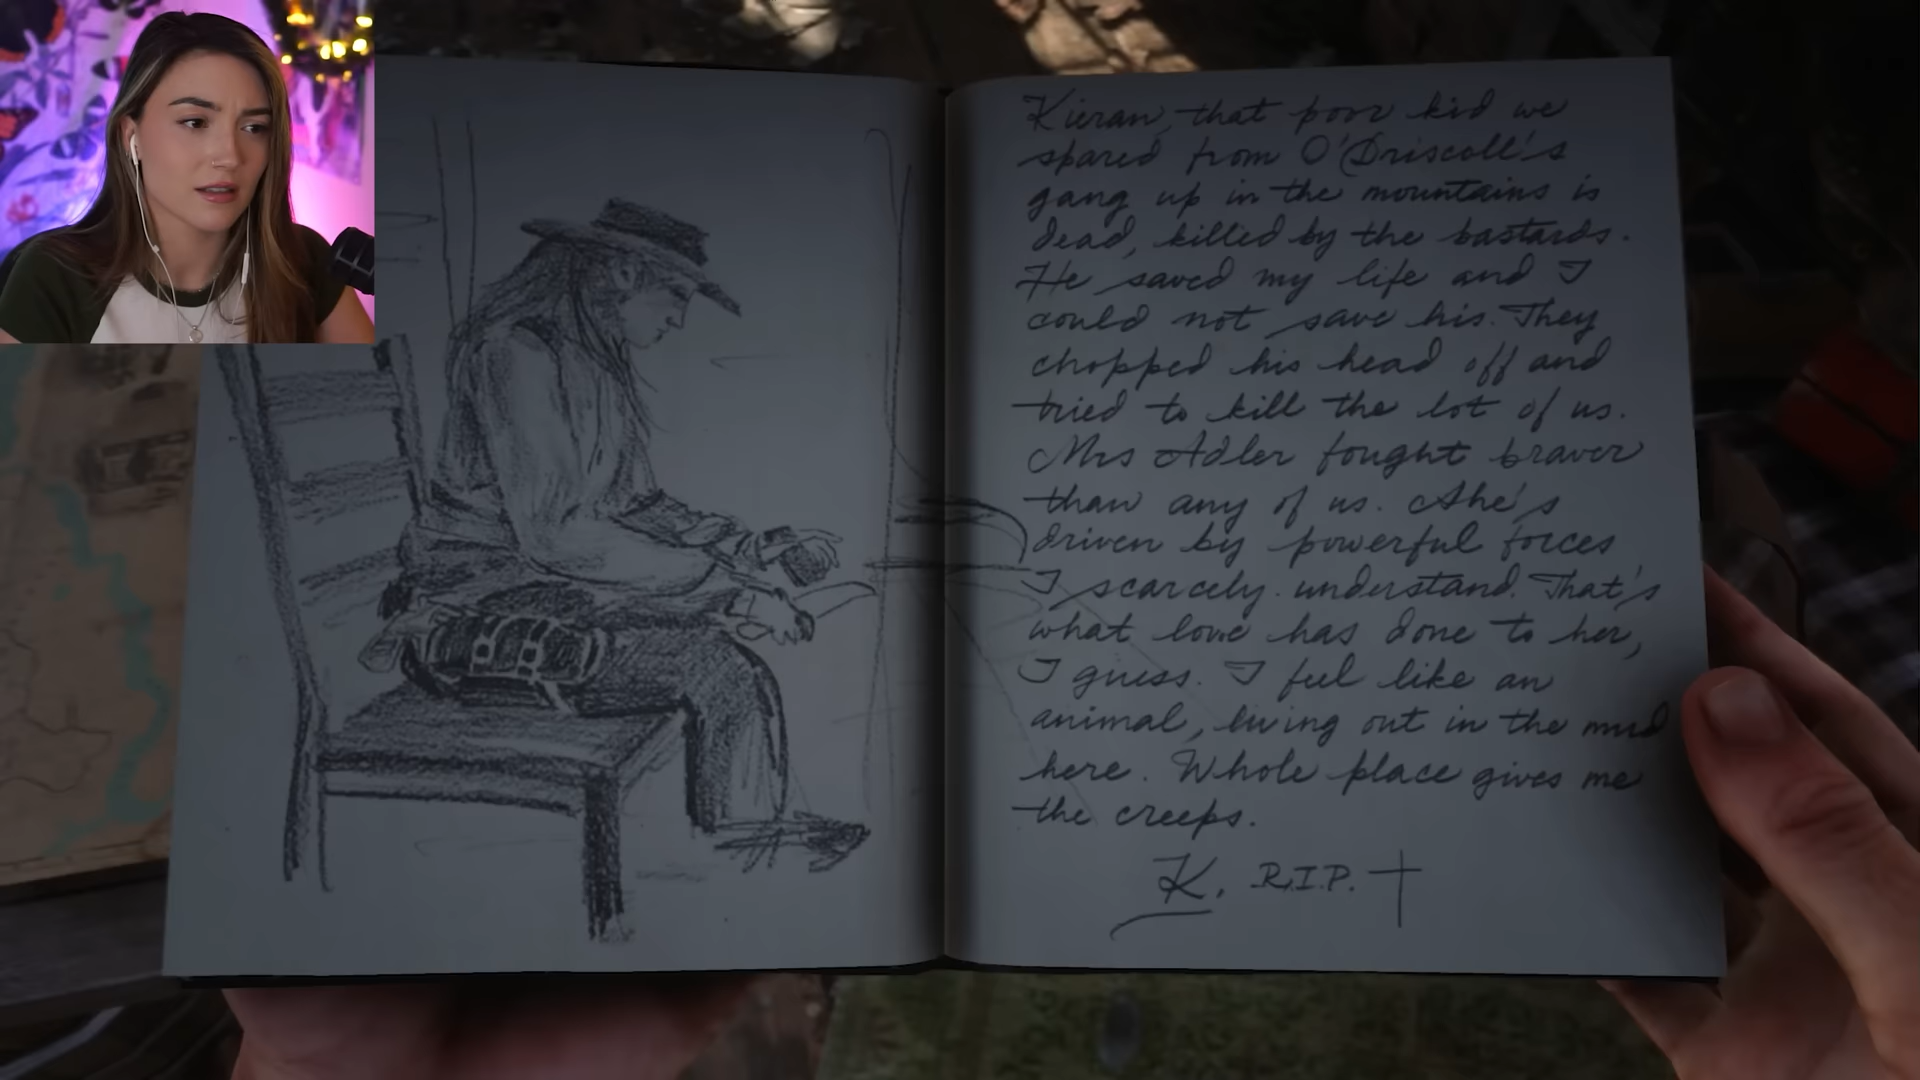 Kieran, that poor kid we
spared from O'Driscoll's
gang up in the mountains is
dead, killed by the bastards.
He saved my life and I
could not save his. They
chopped his head off and
tried to kill the lot of us.
Mrs Adler fought braver
than any of us. She's
driven by powerful forces
I scarcely understand. That's
what love has done to her,
I guess. I feel like an
animal, living out in the mud
here. Whole place gives me
the creeps.
K. R.I.P. †